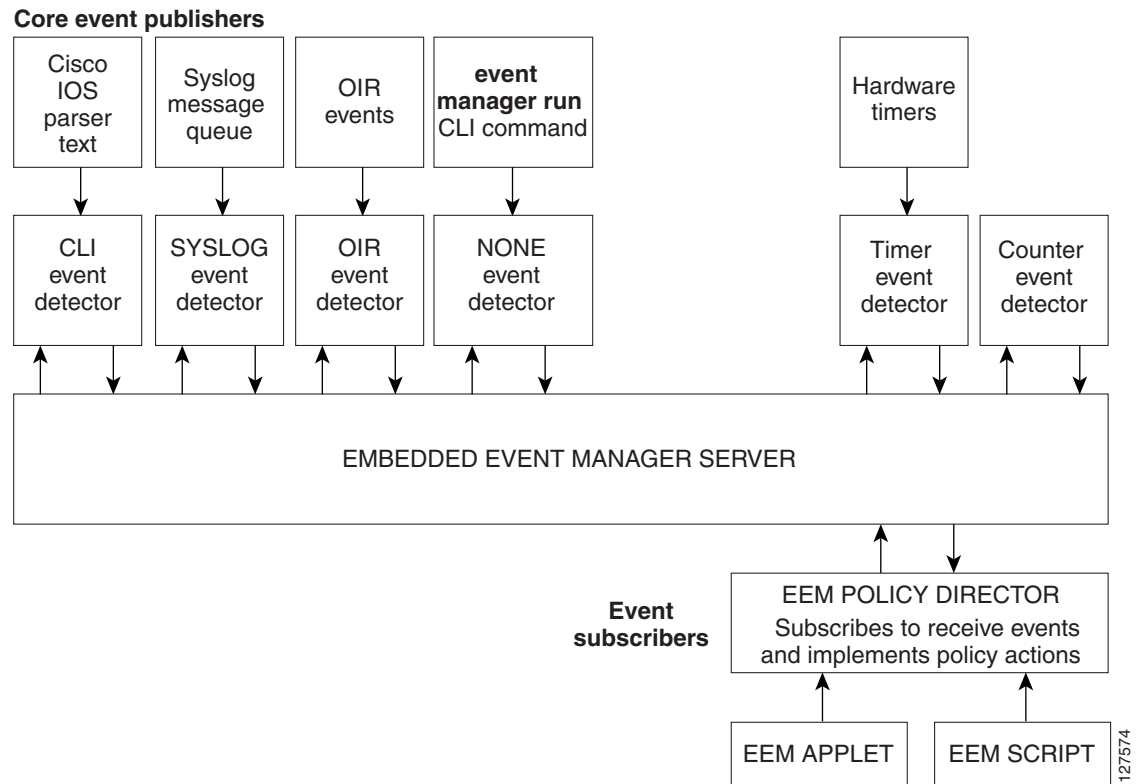 Core event publishers
Cisco
IOS
parser
text
Syslog
message
queue
OIR
events
event
manager run
CLI command
Hardware
timers
CLI
event
detector
SYSLOG
event
detector
OIR
event
detector
NONE
event
detector
Timer
event
detector
Counter
event
detector
EMBEDDED EVENT MANAGER SERVER
Event
subscribers
EEM POLICY DIRECTOR
Subscribes to receive events
and implements policy actions
EEM APPLET
EEM SCRIPT
127574